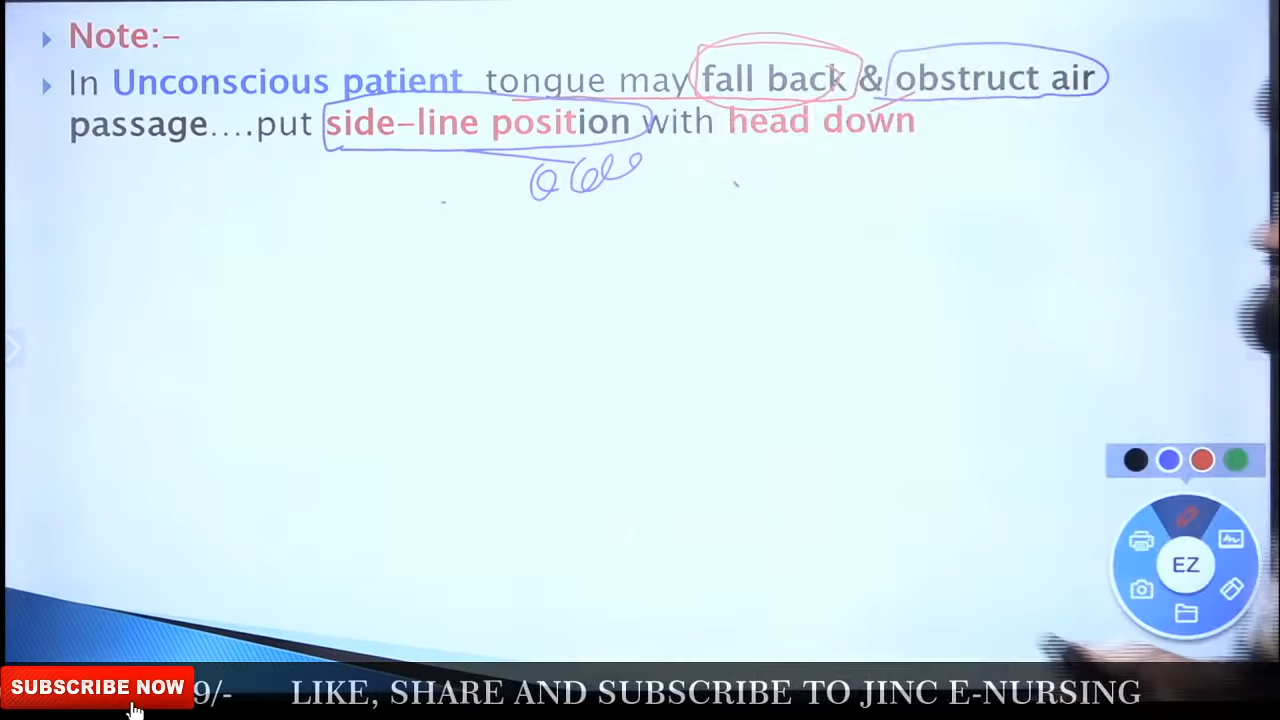 Note:-
In Unconscious patient tongue may fall back & obstruct air
passage....put side-line position with head down
EZ
SUBSCRIBE NOW 9/- LIKE, SHARE AND SUBSCRIBE TO JINC E-NURSING